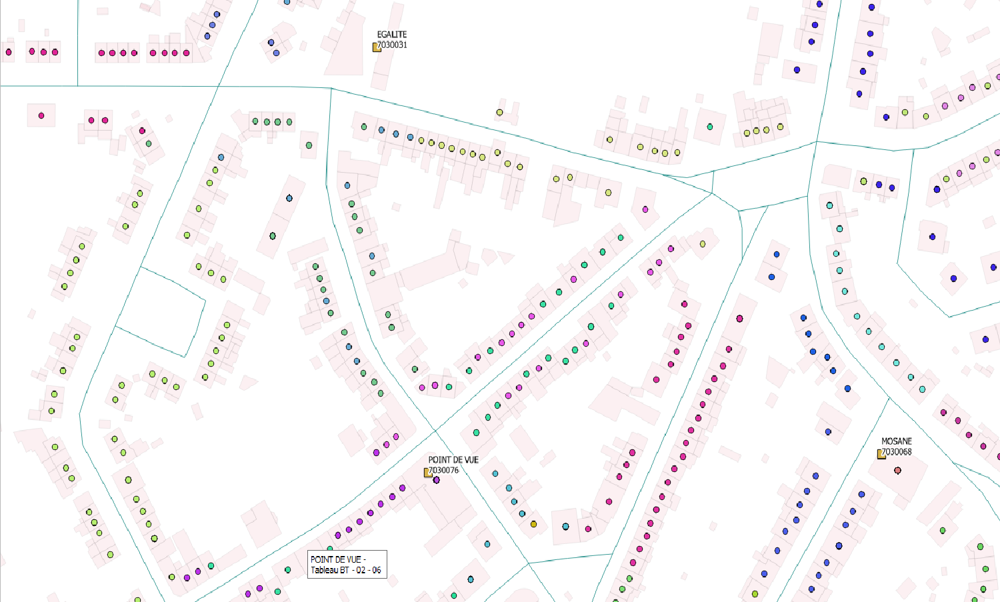 EGALITE
7030031
MOSANE
7030068
POINT DE VUE
7030076
POINT DE VUE -
Tableau BT - 02 - 06